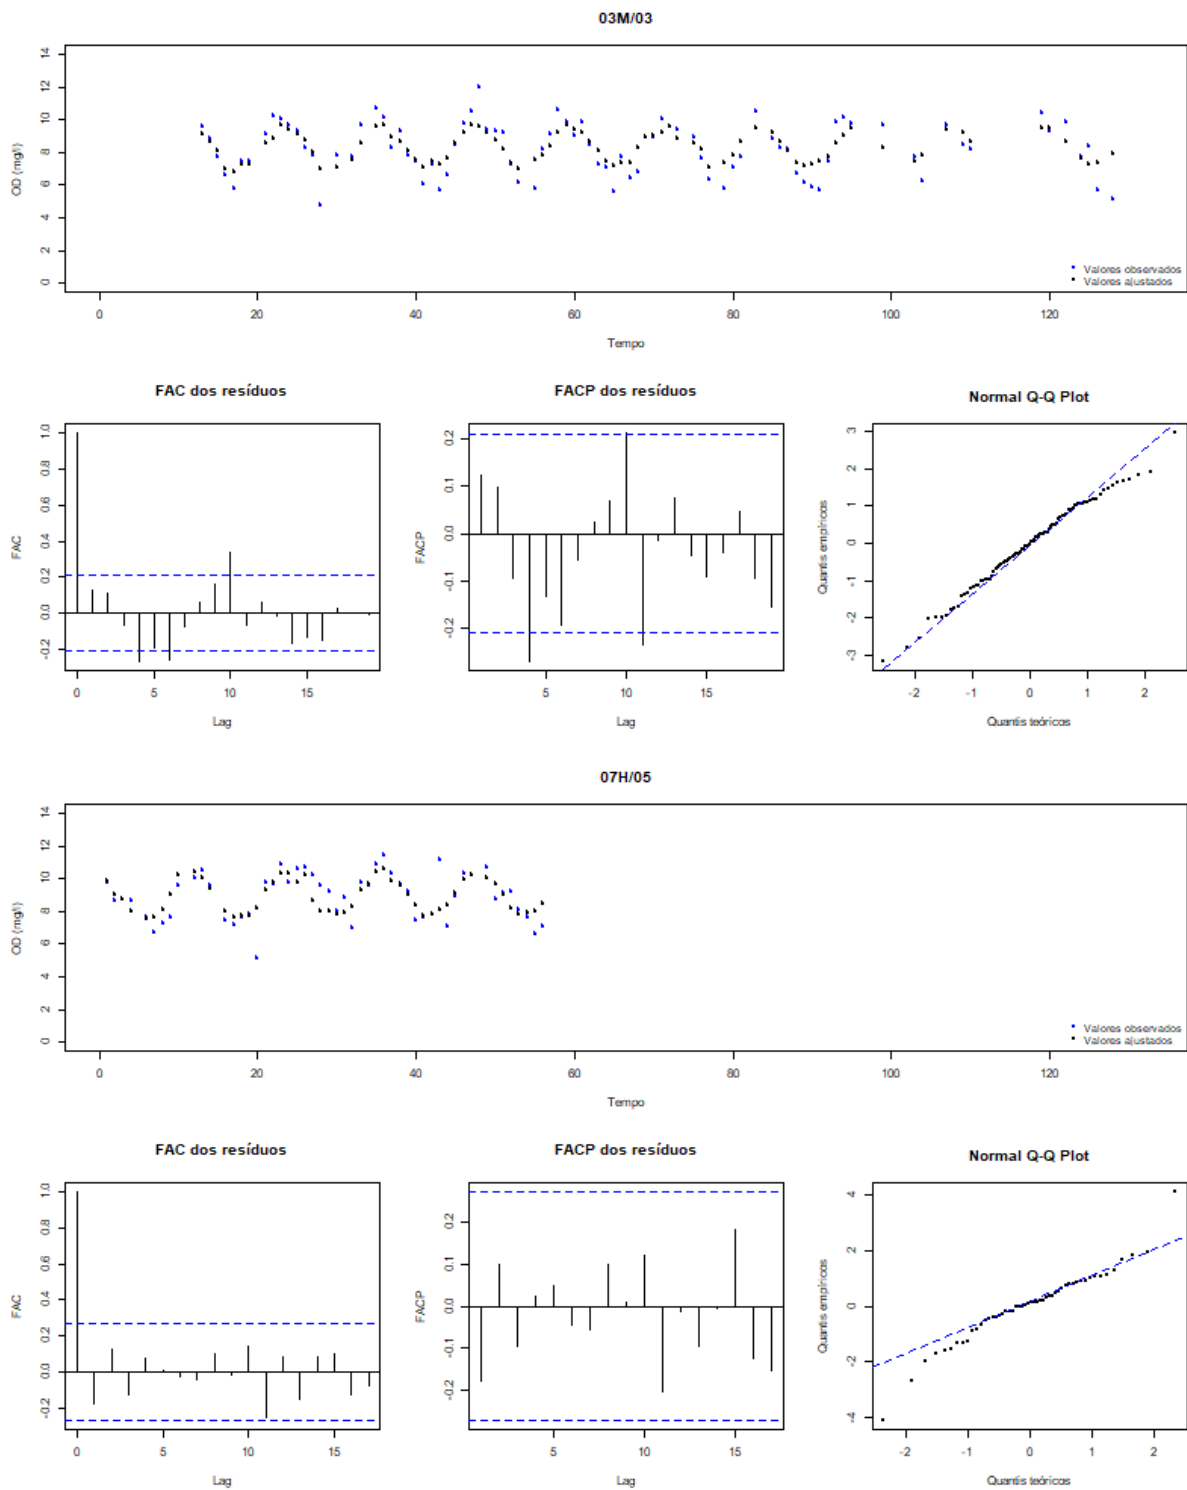 03M/03
14
12
10
8
6
4
2
0
OD (mg/l)
Valores observados
Valores ajustados
0 20 40 60 80 100 120
Tempo
FAC dos resíduos
1.0
0.8
0.6
0.4
0.2
0.0
-0.2
FAC
0 5 10 15
Lag
FACP dos resíduos
0.2
0.1
0.0
-0.1
-0.2
FACP
5 10 15
Lag
Normal Q-Q Plot
3
2
1
0
-1
-2
-3
Quantis empíricos
-2 -1 0 1 2
Quantis teóricos
07H/05
14
12
10
8
6
4
2
0
OD (mg/l)
Valores observados
Valores ajustados
0 20 40 60 80 100 120
Tempo
FAC dos resíduos
1.0
0.8
0.6
0.4
0.2
0.0
-0.2
FAC
0 5 10 15
Lag
FACP dos resíduos
0.2
0.1
0.0
-0.1
-0.2
FACP
5 10 15
Lag
Normal Q-Q Plot
4
2
0
-2
-4
Quantis empíricos
-2 -1 0 1 2
Quantis teóricos